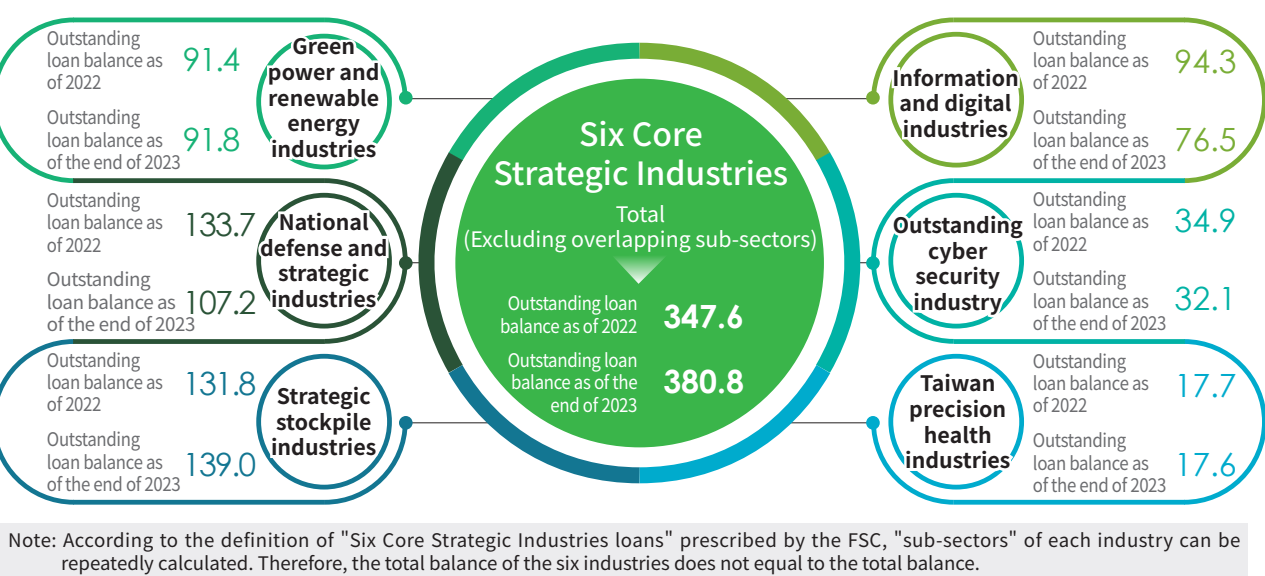 Outstanding
loan balance as
of 2022
91.4
Outstanding
loan balance as
of the end of 2023
91.8
Green
power and
renewable
energy
industries
Outstanding
loan balance as
of 2022
133.7
Outstanding
loan balance as
of the end of 2023
107.2
National
defense and
strategic
industries
Outstanding
loan balance as
of 2022
131.8
Outstanding
loan balance as
of the end of 2023
139.0
Strategic
stockpile
industries
Six Core
Strategic Industries
Total
(Excluding overlapping sub-sectors)
Outstanding loan
balance as of 2022
347.6
Outstanding loan
balance as of the
end of 2023
380.8
Information
and digital
industries
Outstanding
loan balance as
of 2022
94.3
Outstanding
loan balance as
of the end of 2023
76.5
Outstanding
cyber
security
industry
Outstanding
loan balance as
of 2022
34.9
Outstanding
loan balance as
of the end of 2023
32.1
Taiwan
precision
health
industries
Outstanding
loan balance as
of 2022
17.7
Outstanding
loan balance as
of the end of 2023
17.6
Note: According to the definition of "Six Core Strategic Industries loans" prescribed by the FSC, "sub-sectors" of each industry can be
repeatedly calculated. Therefore, the total balance of the six industries does not equal to the total balance.